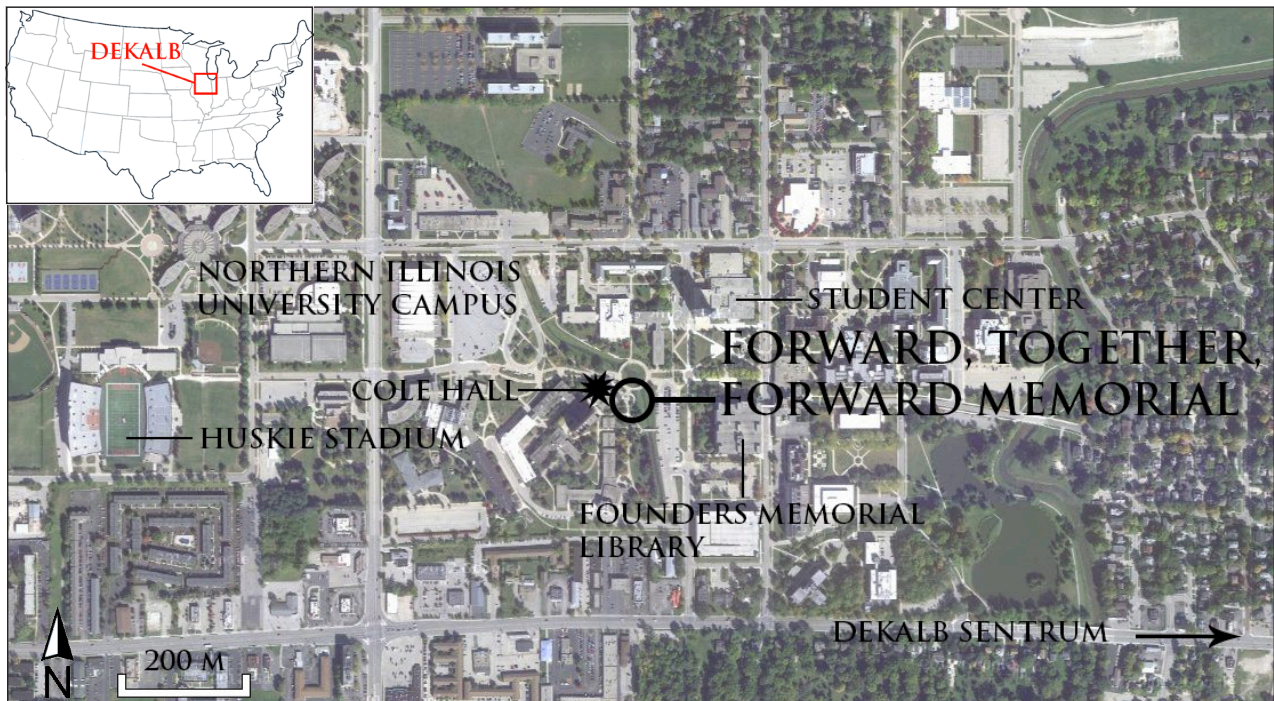 DEKALB
NORTHERN ILLINOIS
UNIVERSITY CAMPUS
STUDENT CENTER
FORWARD, TOGETHER,
FORWARD MEMORIAL
COLE HALL
HUSKIE STADIUM
FOUNDERS MEMORIAL
LIBRARY
DEKALB SENTRUM
200 M
N